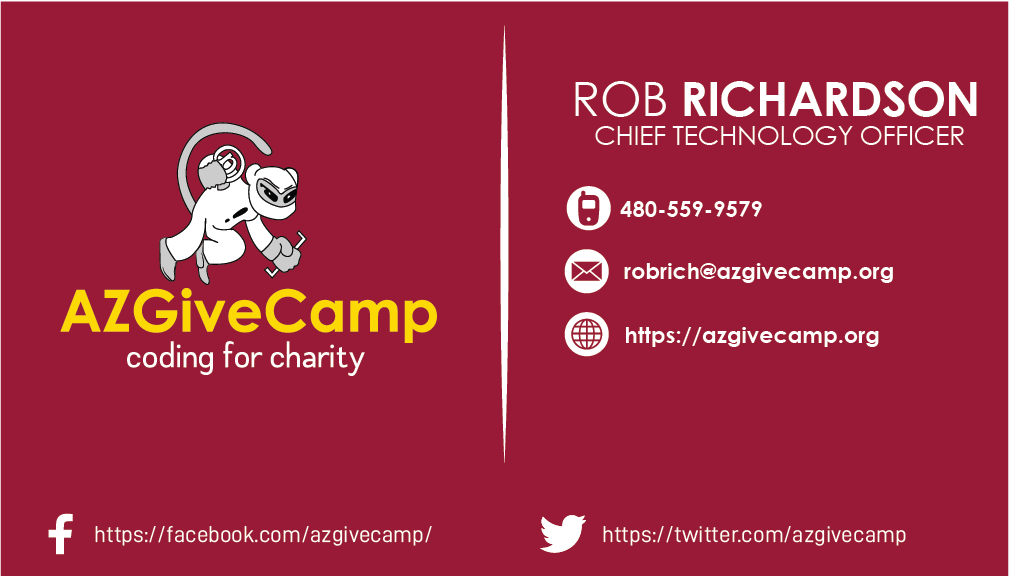 AZGiveCamp
coding for charity
ROB RICHARDSON
CHIEF TECHNOLOGY OFFICER
480-559-9579
robrich@azgivecamp.org
https://azgivecamp.org
https://facebook.com/azgivecamp/
https://twitter.com/azgivecamp